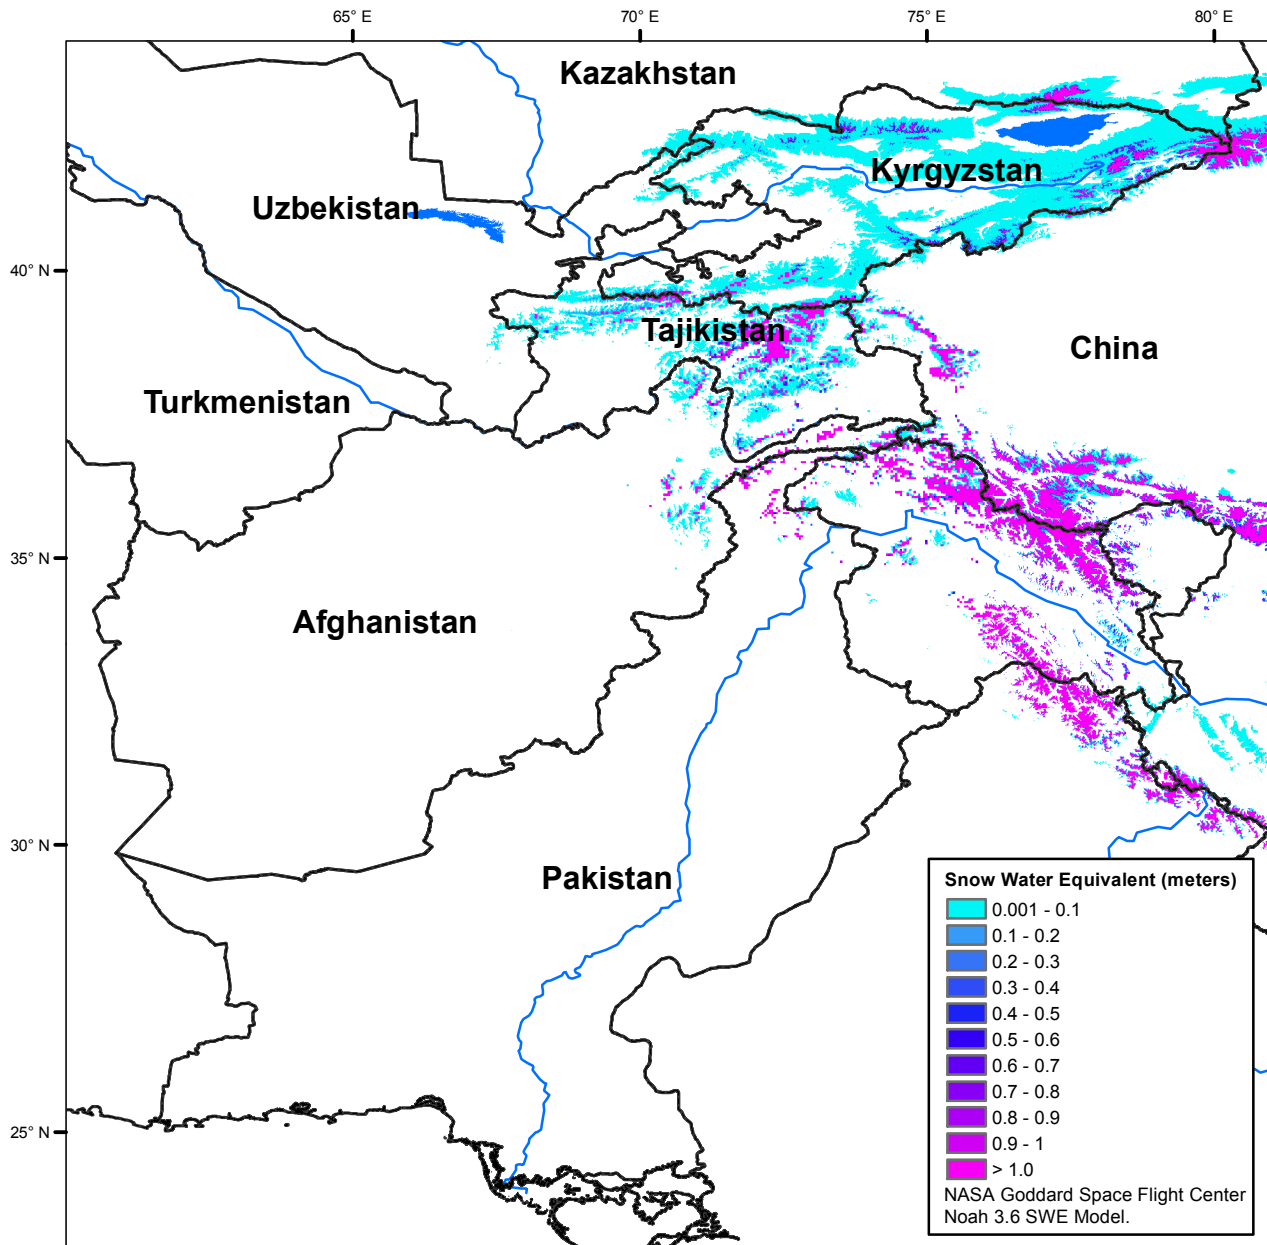 65° E
70° E
75° E
80° E
Kazakhstan
Kyrgyzstan
Uzbekistan
40° N
Tajikistan
China
Turkmenistan
35° N
Afghanistan
30° N
Pakistan
25° N
Snow Water Equivalent (meters)
0.001 - 0.1
0.1 - 0.2
0.2 - 0.3
0.3 - 0.4
0.4 - 0.5
0.5 - 0.6
0.6 - 0.7
0.7 - 0.8
0.8 - 0.9
0.9 - 1
> 1.0
NASA Goddard Space Flight Center
Noah 3.6 SWE Model.